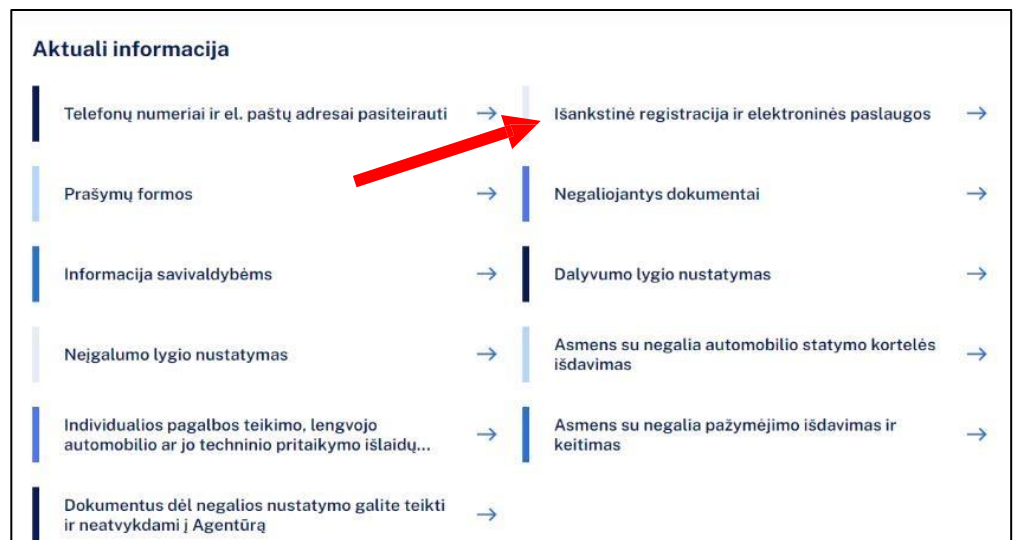 Aktuali informacija
Telefonų numeriai ir el. paštų adresai pasiteirauti
Išankstinė registracija ir elektroninės paslaugos
Prašymų formos
Negaliojantys dokumentai
Informacija savivaldybėms
Dalyvumo lygio nustatymas
Neįgalumo lygio nustatymas
Asmens su negalia automobilio statymo kortelės
išdavimas
Individualios pagalbos teikimo, lengvojo
automobilio ar jo techninio pritaikymo išlaidų...
Asmens su negalia pažymėjimo išdavimas ir
keitimas
Dokumentus dėl negalios nustatymo galite teikti
ir neatvykdami į Agentūrą